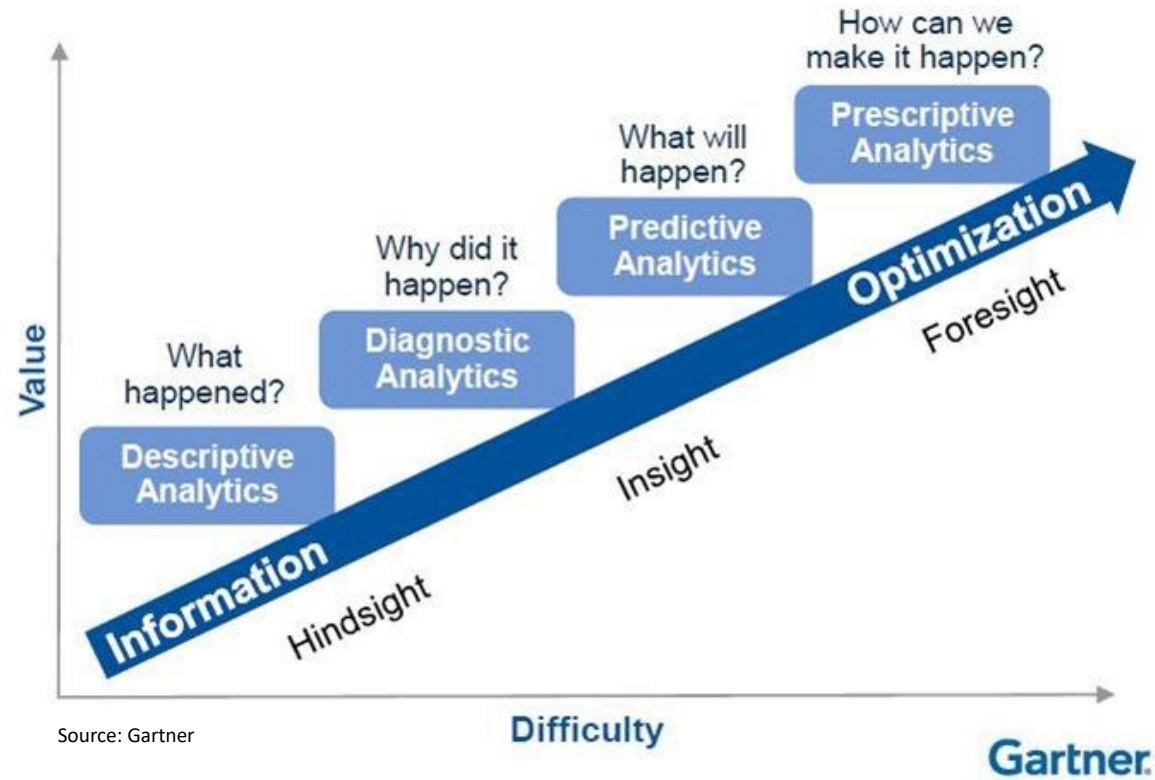 How can we
make it happen?
Prescriptive
Analytics
What will
happen?
Predictive
Analytics
Why did it
happen?
Diagnostic
Analytics
What
happened?
Descriptive
Analytics
Value
Information
Optimization
Hindsight
Insight
Foresight
Difficulty
Source: Gartner
Gartner.